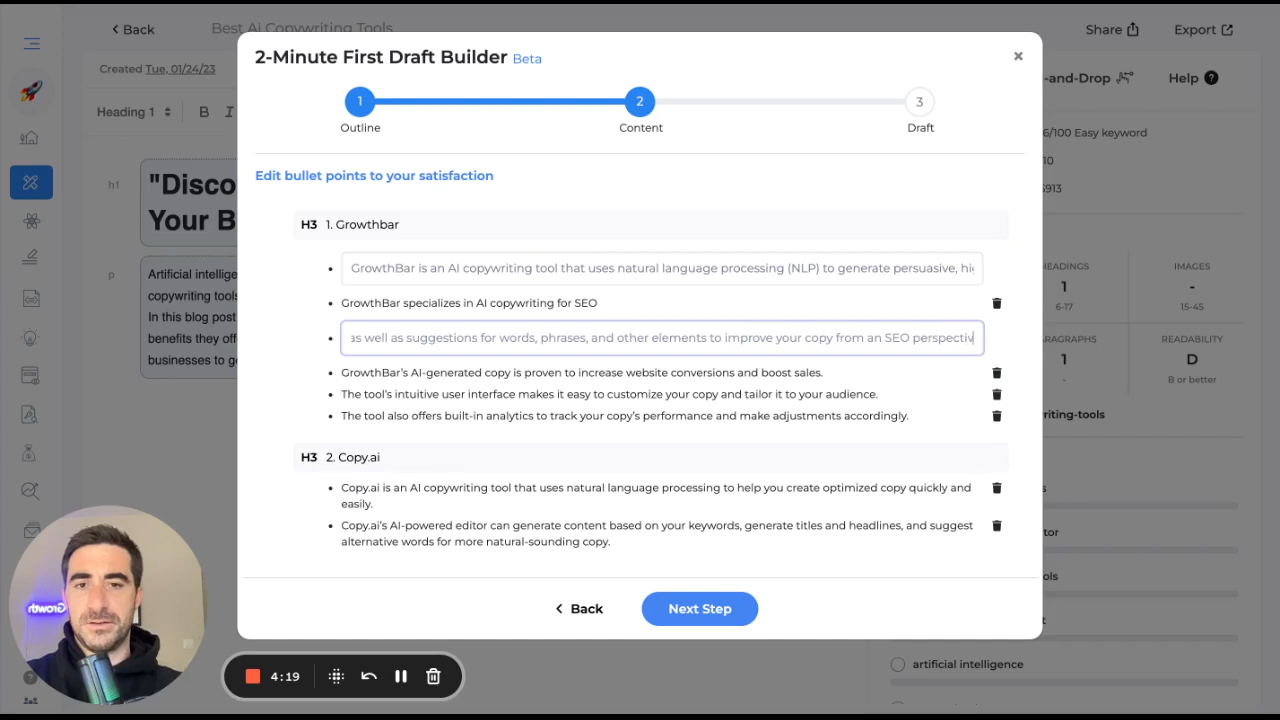 Back
Best Ai Copywriting Tools
Share
Export
2-Minute First Draft Builder Beta
×
Created Tue, 01/24/23
-and-Drop
Help ?
Heading 1
B I
1
2
3
Outline
Content
Draft
6/100 Easy keyword
10
5913
Edit bullet points to your satisfaction
h1
"Disco
Your B
H3 1. Growthbar
p
Artificial intellige
copywriting tools
In this blog post
benefits they off
businesses to g
• GrowthBar is an AI copywriting tool that uses natural language processing (NLP) to generate persuasive, hi
• GrowthBar specializes in AI copywriting for SEO
• as well as suggestions for words, phrases, and other elements to improve your copy from an SEO perspectiv
• GrowthBar's AI-generated copy is proven to increase website conversions and boost sales.
• The tool's intuitive user interface makes it easy to customize your copy and tailor it to your audience.
• The tool also offers built-in analytics to track your copy's performance and make adjustments accordingly.
HEADINGS
IMAGES
1
-
6-17
15-45
ARAGRAPHS
READABILITY
1
D
-
B or better
riting-tools
H3 2. Copy.ai
• Copy.ai is an AI copywriting tool that uses natural language processing to help you create optimized copy quickly and
easily.
• Copy.ai's AI-powered editor can generate content based on your keywords, generate titles and headlines, and suggest
alternative words for more natural-sounding copy.
s
tor
ols
t
artificial intelligence
Back
Next Step
Growth
4:19